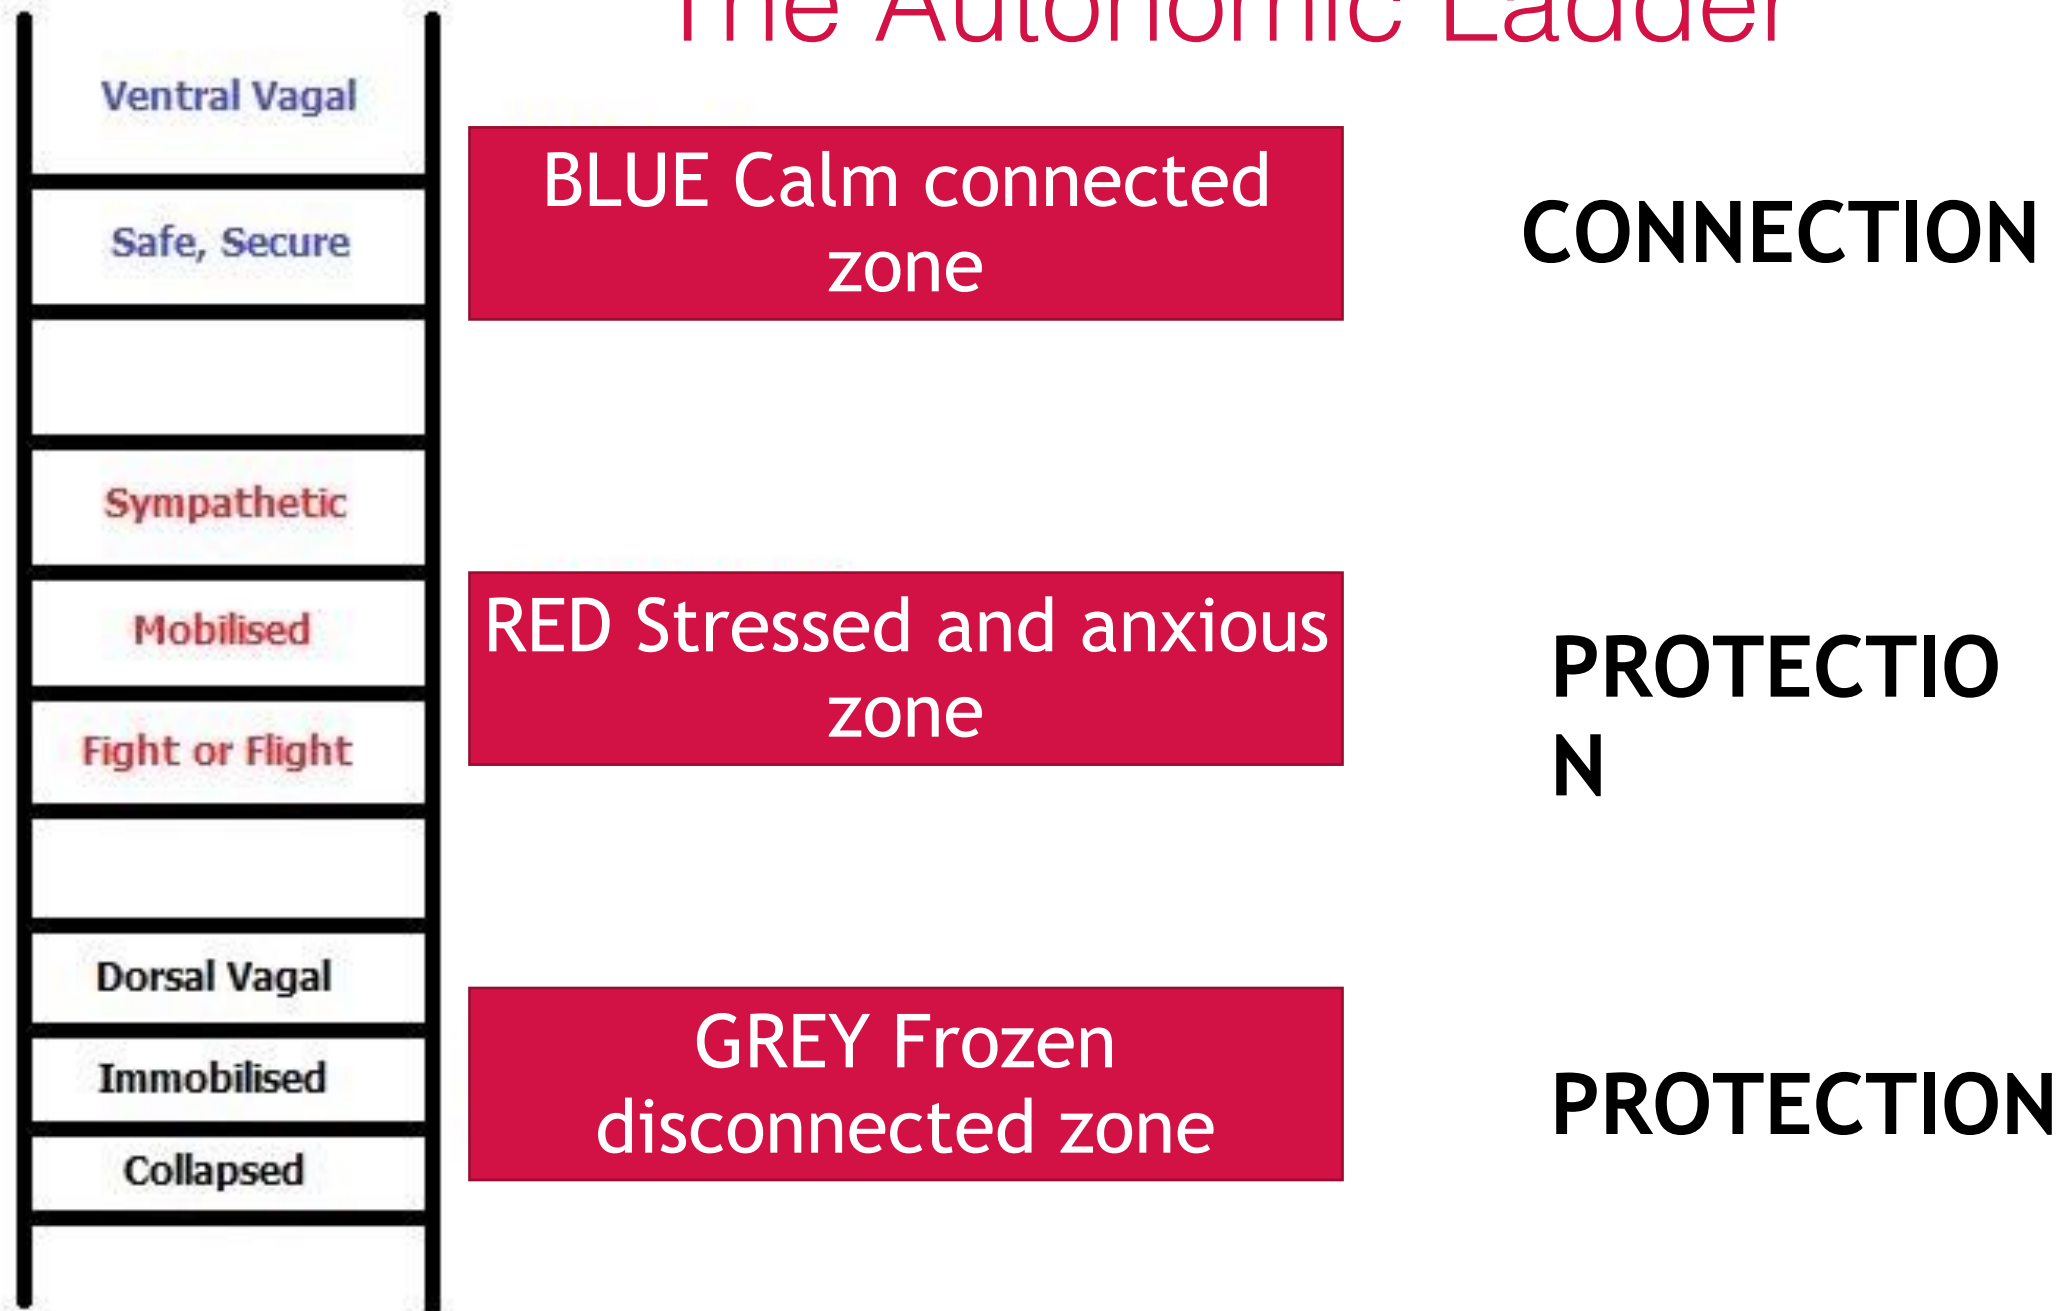 The Autonomic Ladder
Ventral Vagal
Safe, Secure
BLUE Calm connected
zone
CONNECTION
Sympathetic
Mobilised
Fight or Flight
RED Stressed and anxious
zone
PROTECTIO
N
Dorsal Vagal
Immobilised
Collapsed
GREY Frozen
disconnected zone
PROTECTION